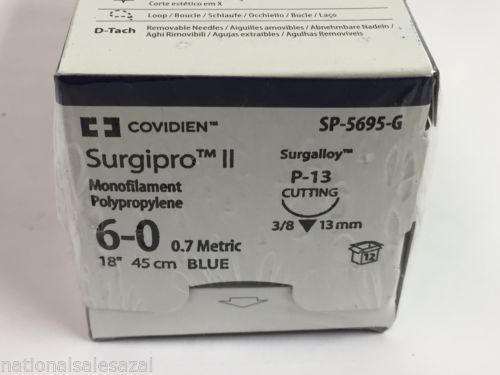 Corte estético em X
Loop / Boucle / Schlaufe / Occhiello / Bucle / Laço
D-Tach
Removable Needles / Aiguilles amovibles / Abnehmbare Nadeln /
Aghi Rimovibili / Agujas extraíbles / Agulhas Removíveis
COVIDIEN™
SP-5695-G
Surgipro™ II
Surgalloy™
Monofilament
Polypropylene
P-13
CUTTING
6-0 0.7 Metric
3/8 13 mm
18" 45 cm BLUE
12
nationalsalesazal